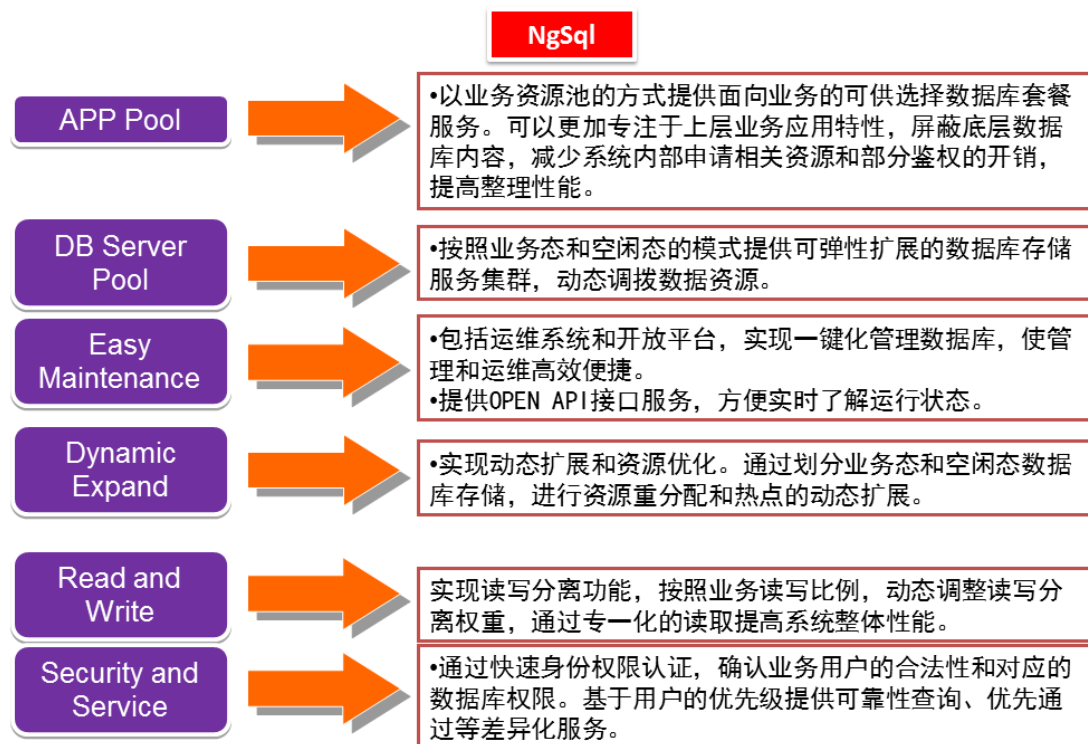 NgSql
APP Pool
•以业务资源池的方式提供面向业务的可供选择数据库套餐
服务。可以更加专注于上层业务应用特性，屏蔽底层数据
库内容，减少系统内部申请相关资源和部分鉴权的开销，
提高整理性能。
DB Server
Pool
•按照业务态和空闲态的模式提供可弹性扩展的数据库存储
服务集群，动态调拨数据资源。
Easy
Maintenance
•包括运维系统和开放平台，实现一键化管理数据库，使管
理和运维高效便捷。
•提供OPEN API接口服务，方便实时了解运行状态。
Dynamic
Expand
•实现动态扩展和资源优化。通过划分业务态和空闲态数据
库存储，进行资源重分配和热点的动态扩展。
Read and
Write
实现读写分离功能，按照业务读写比例，动态调整读写分
离权重，通过专一化的读取提高系统整体性能。
Security and
Service
•通过快速身份权限认证，确认业务用户的合法性和对应的
数据库权限。基于用户的优先级提供可靠性查询、优先通
过等差异化服务。